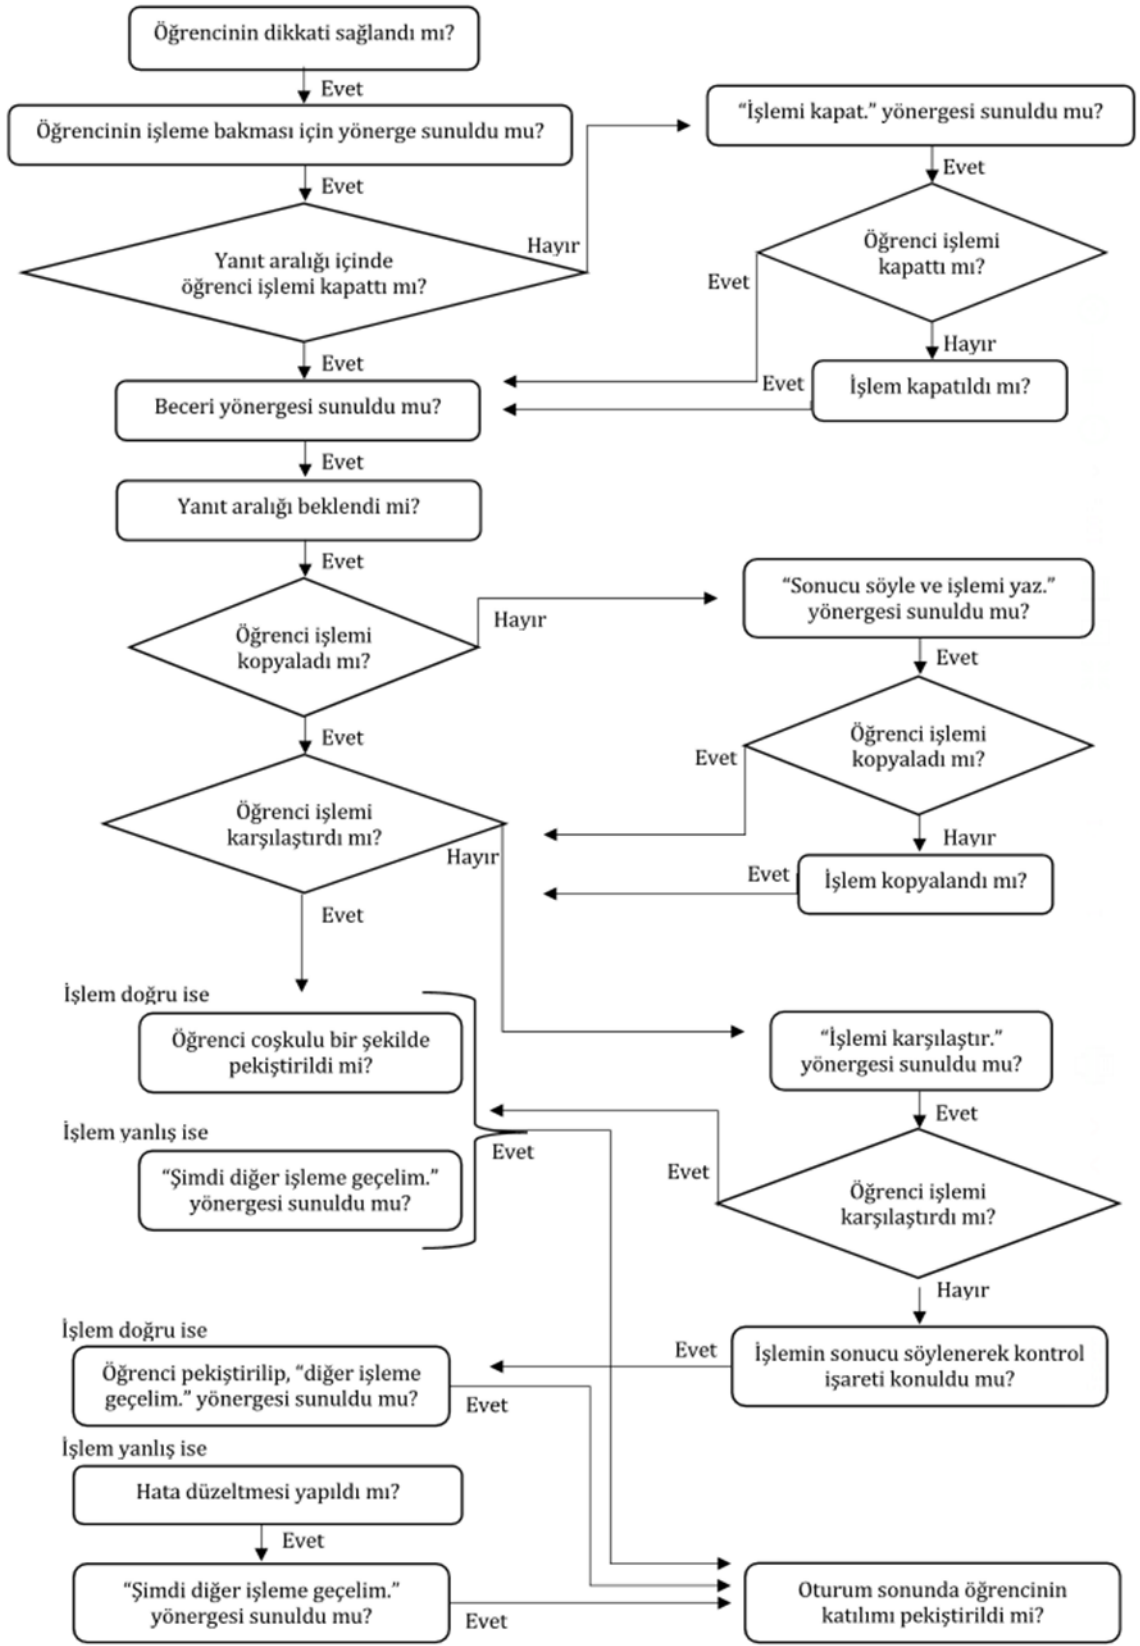 Öğrencinin dikkati sağlandı mı?
Evet
Öğrencinin işleme bakması için yönerge sunuldu mu?
Evet
Yanıt aralığı içinde
öğrenci işlemi kapattı mı?
Hayır
"İşlemi kapat." yönergesi sunuldu mu?
Evet
Öğrenci işlemi
kapattı mı?
Evet
Hayır
İşlem kapatıldı mı?
Evet
Evet
Beceri yönergesi sunuldu mu?
Evet
Yanıt aralığı beklendi mi?
Evet
Öğrenci işlemi
kopyaladı mı?
Hayır
"Sonucu söyle ve işlemi yaz."
yönergesi sunuldu mu?
Evet
Öğrenci işlemi
kopyaladı mı?
Evet
Hayır
İşlem kopyalandı mı?
Evet
Evet
Öğrenci işlemi
karşılaştırdı mı?
Hayır
Evet
İşlem doğru ise
Öğrenci coşkulu bir şekilde
pekiştirildi mi?
İşlem yanlış ise
"Şimdi diğer işleme geçelim."
yönergesi sunuldu mu?
Evet
"İşlemi karşılaştır."
yönergesi sunuldu mu?
Evet
Öğrenci işlemi
karşılaştırdı mı?
Evet
Hayır
İşlemin sonucu söylenerek kontrol
işareti konuldu mu?
Evet
İşlem doğru ise
Öğrenci pekiştirilip, "diğer işleme
geçelim." yönergesi sunuldu mu?
Evet
İşlem yanlış ise
Hata düzeltmesi yapıldı mı?
Evet
"Şimdi diğer işleme geçelim."
yönergesi sunuldu mu?
Evet
Oturum sonunda öğrencinin
katılımı pekiştirildi mi?